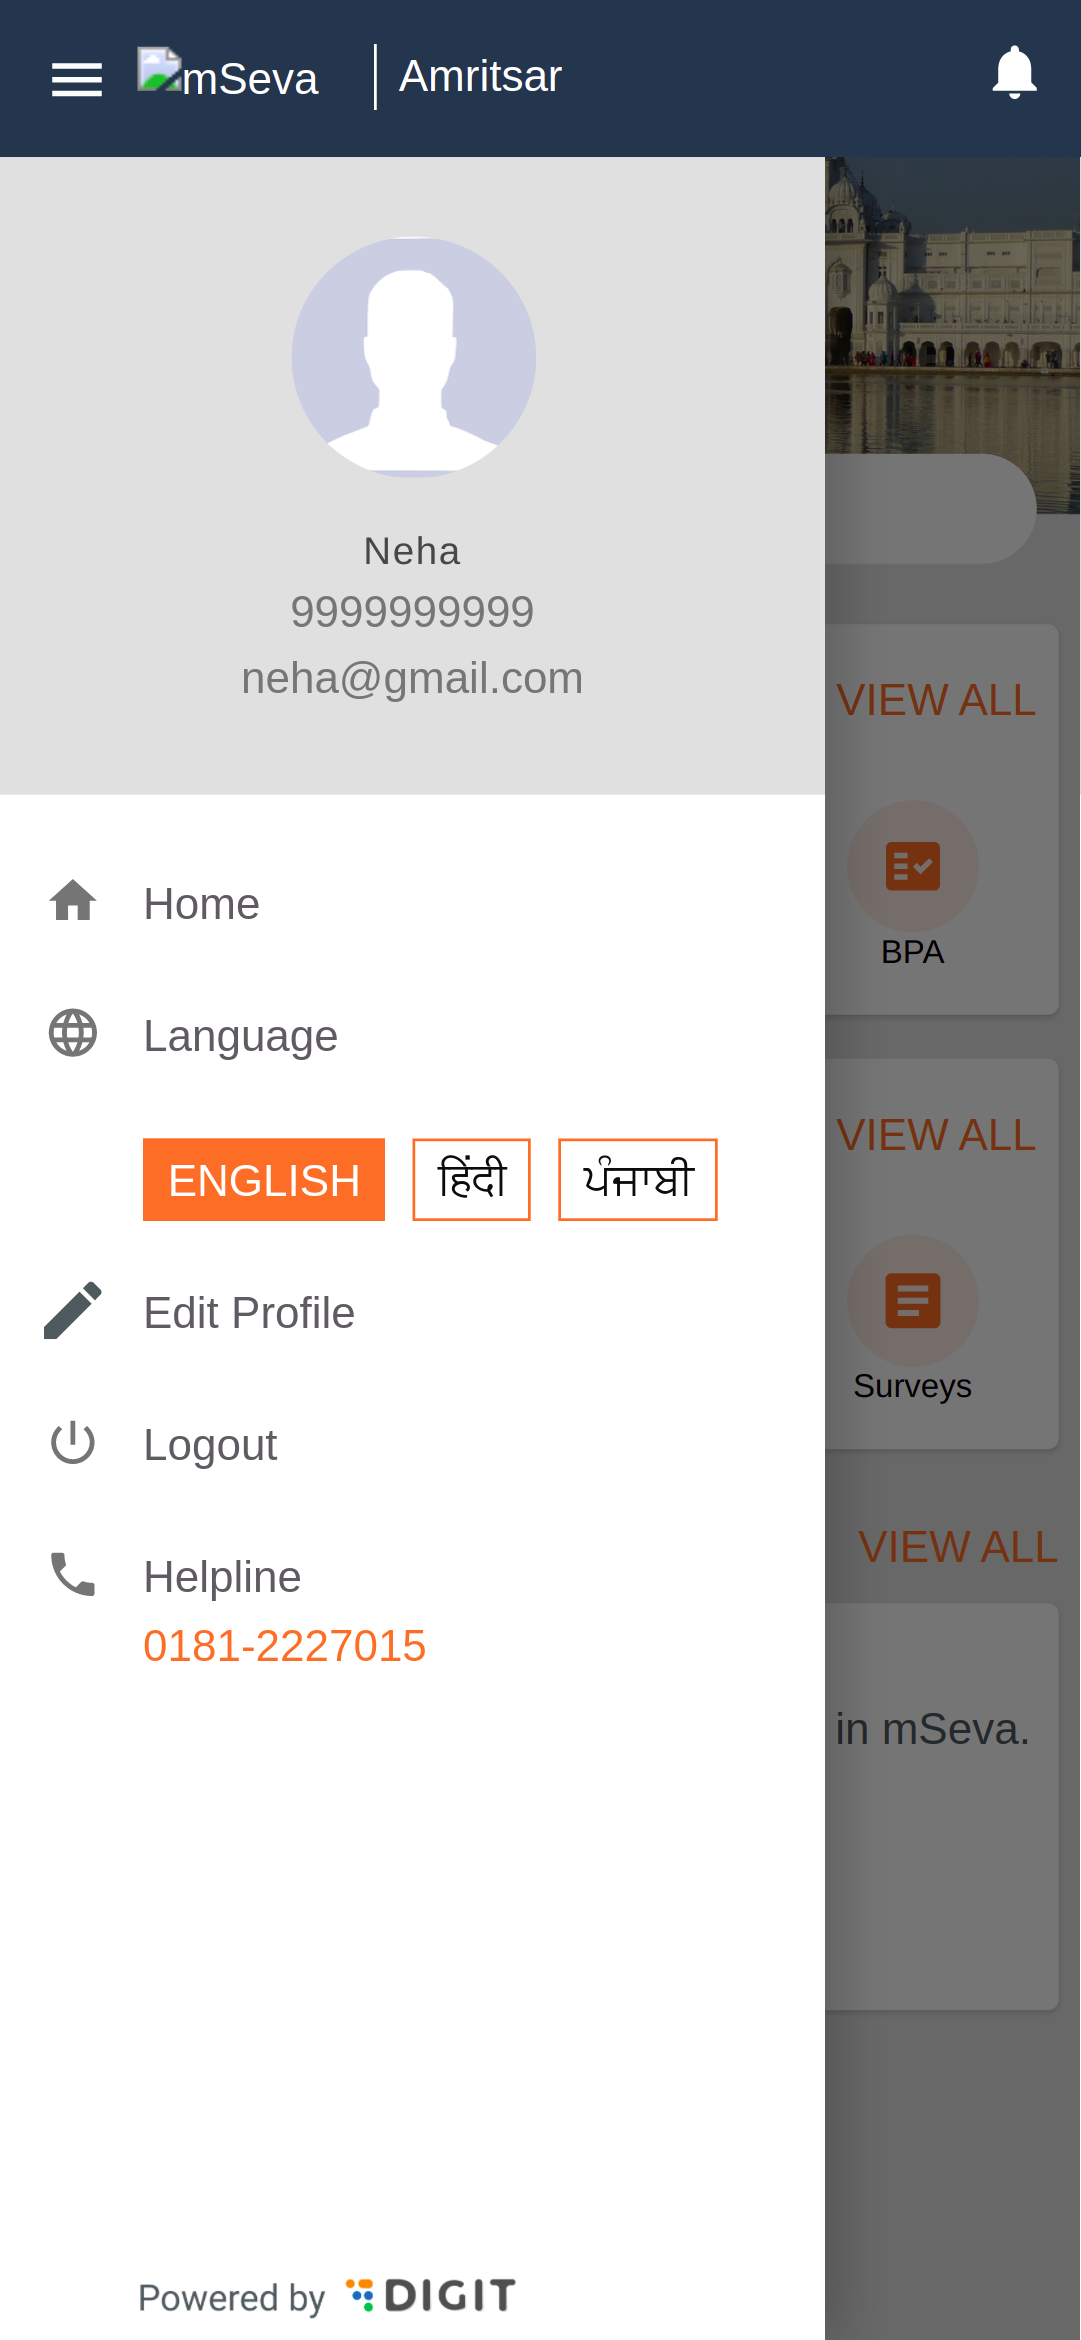 mSeva
Amritsar
Neha
9999999999
neha@gmail.com
VIEW ALL
BPA
Home
Language
ENGLISH हिंदी ਪੰਜਾਬੀ
VIEW ALL
Surveys
Edit Profile
Logout
VIEW ALL
Helpline
0181-2227015
in mSeva.
Powered by DIGIT